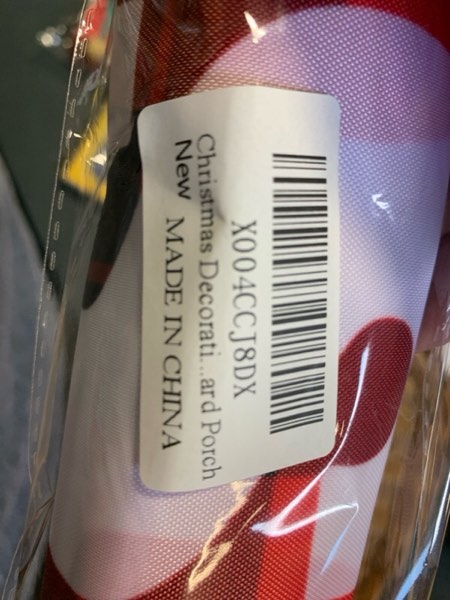 X004CCJ8DX
Christmas Decorati...ard Porch
New MADE IN CHINA